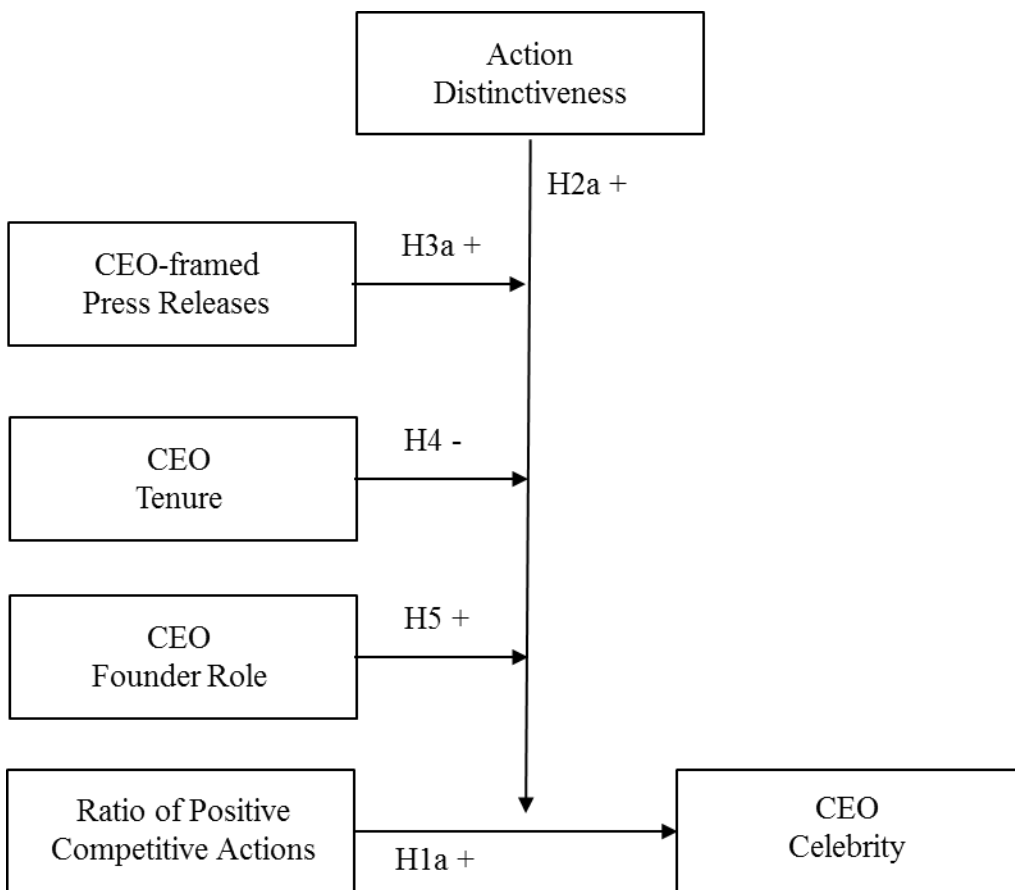 Action
Distinctiveness
H2a +
H3a +
CEO-framed
Press Releases
H4 -
CEO
Tenure
H5 +
CEO
Founder Role
Ratio of Positive
Competitive Actions
H1a +
CEO
Celebrity